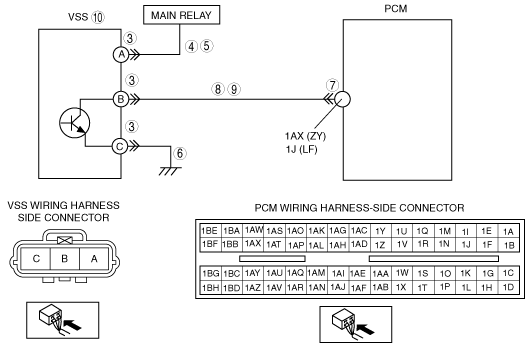 VSS ⑩
MAIN RELAY
PCM
③
A
④ ⑤
③
B
⑧ ⑨
⑦
③
C
⑥
1AX (ZY)
1J (LF)
VSS WIRING HARNESS
SIDE CONNECTOR
C B A
PCM WIRING HARNESS-SIDE CONNECTOR
1BE 1BA 1AW 1AS 1AO 1AK 1AG 1AC 1Y 1U 1Q 1M 1I 1E 1A
1BF 1BB 1AX 1AT 1AP 1AL 1AH 1AD 1Z 1V 1R 1N 1J 1F 1B
1BG 1BC 1AY 1AU 1AQ 1AM 1AI 1AE 1AA 1W 1S 1O 1K 1G 1C
1BH 1BD 1AZ 1AV 1AR 1AN 1AJ 1AF 1AB 1X 1T 1P 1L 1H 1D